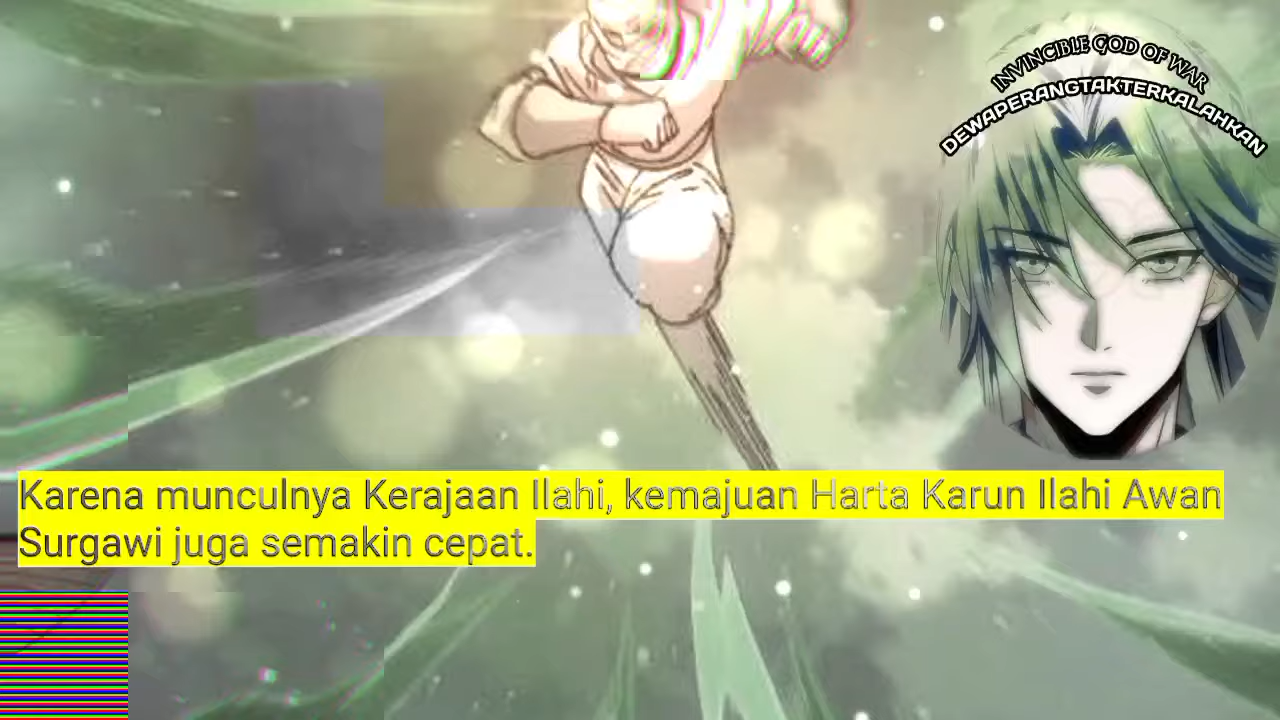 INVINCIBLE GOD OF WAR
DEWAPERANGTAKTERKALAHKAN
Karena munculnya Kerajaan Ilahi, kemajuan Harta Karun Ilahi Awan
Surgawi juga semakin cepat.